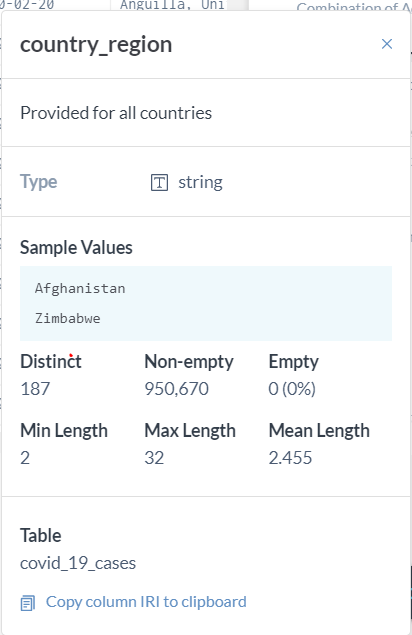 0-02-20 Anguilla, Uni Combination of A
country_region
Provided for all countries
Type string
Sample Values
Afghanistan
Zimbabwe
Distinct Non-empty Empty
187 950,670 0 (0%)
Min Length Max Length Mean Length
2 32 2.455
Table
covid_19_cases
Copy column IRI to clipboard